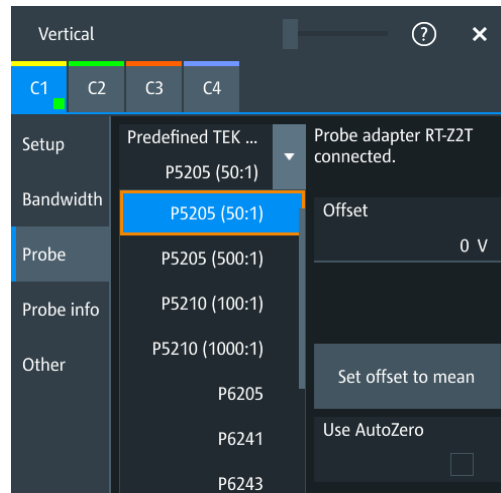 Vertical
?
C1
C2
C3
C4
Setup
Bandwidth
Probe
Probe info
Other
Predefined TEK ...
P5205 (50:1)
P5205 (50:1)
P5205 (500:1)
P5210 (100:1)
P5210 (1000:1)
P6205
P6241
P6243
Probe adapter RT-Z2T
connected.
Offset
0 V
Set offset to mean
Use AutoZero